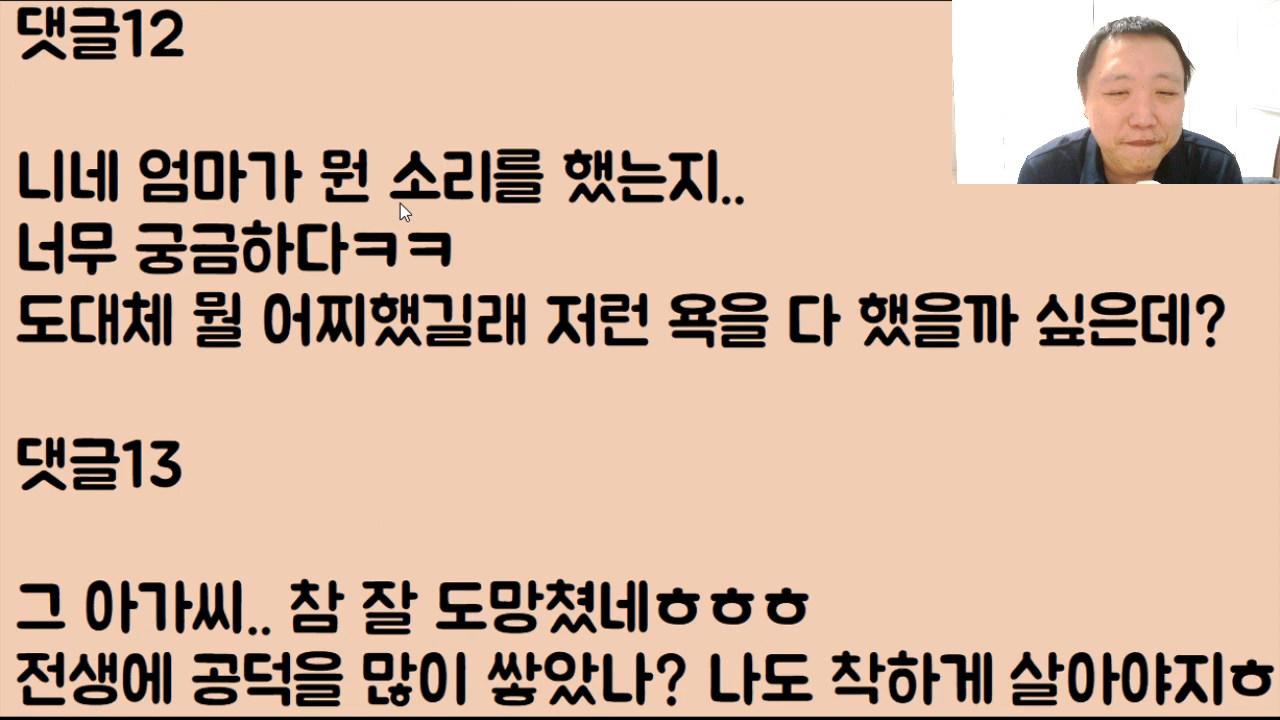 댓글12
니네 엄마가 뭔 소리를 했는지..
너무 궁금하다ㅋㅋ
도대체 뭘 어찌했길래 저런 욕을 다 했을까 싶은데?
댓글13
그 아가씨.. 참 잘 도망쳤네ㅎㅎㅎ
전생에 공덕을 많이 쌓았나? 나도 착하게 살아야지ㅎ